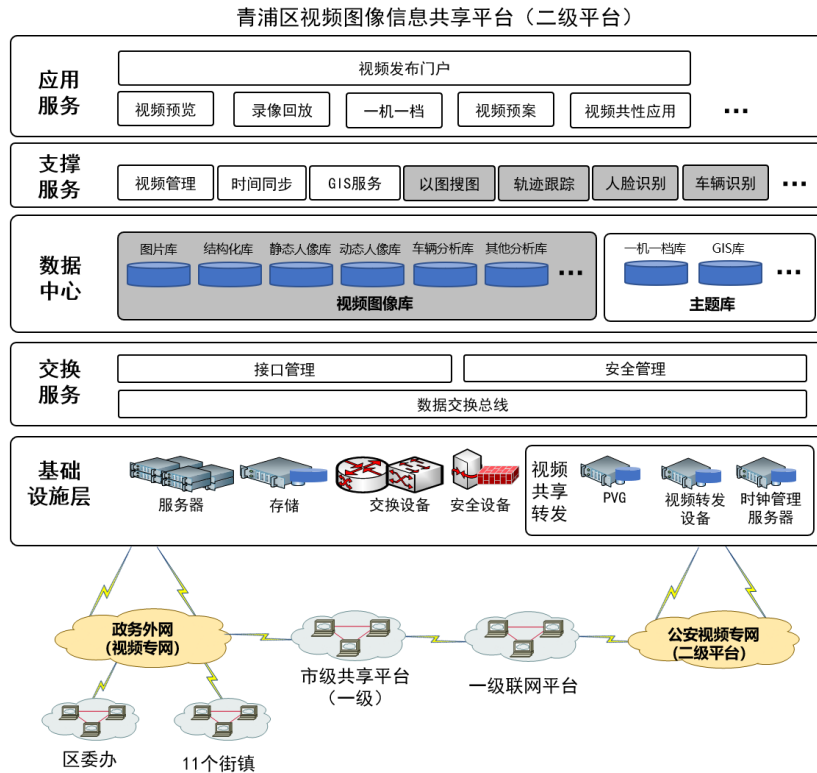 青浦区视频图像信息共享平台（二级平台）
应用
服务
视频发布门户
视频预览
录像回放
一机一档
视频预案
视频共性应用
...
支撑
服务
视频管理
时间同步
GIS服务
以图搜图
轨迹跟踪
人脸识别
车辆识别
...
数据
中心
图片库
结构化库
静态人像库
动态人像库
车辆分析库
其他分析库
...
视频图像库
一机一档库
GIS库
...
主题库
交换
服务
接口管理
安全管理
数据交换总线
基础
设施层
服务器
存储
交换设备
安全设备
视频
共享
转发
PVG
视频转发
设备
时钟管理
服务器
政务外网
(视频专网)
市级共享平台
（一级）
一级联网平台
公安视频专网
(二级平台)
区委办
11个街镇